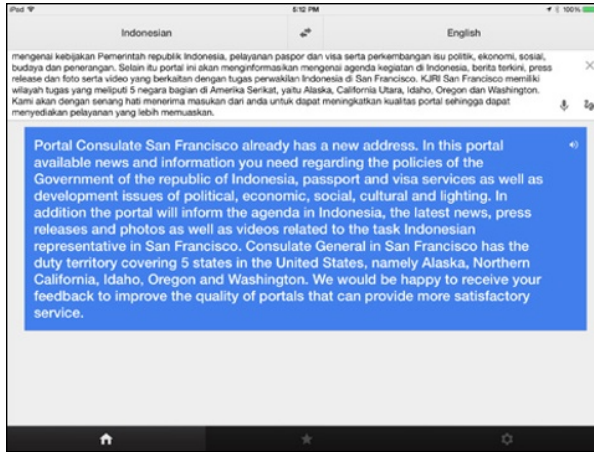 iPad
5:12 PM
100%
Indonesian
English
mengenai kebijakan Pemerintah republik Indonesia, pelayanan paspor dan visa serta perkembangan isu politik, ekonomi, sosial,
budaya dan penerangan. Selain itu portal ini akan menginformasikan mengenai agenda kegiatan di Indonesia, berita terkini, press
release dan foto serta video yang berkaitan dengan tugas perwakilan Indonesia di San Francisco. KJRI San Francisco memiliki
wilayah tugas yang meliputi 5 negara bagian di Amerika Serikat, yaitu Alaska, California Utara, Idaho, Oregon dan Washington.
Kami akan dengan senang hati menerima masukan dari anda untuk dapat meningkatkan kualitas portal sehingga dapat
menyediakan pelayanan yang lebih memuaskan.
Portal Consulate San Francisco already has a new address. In this portal
available news and information you need regarding the policies of the
Government of the republic of Indonesia, passport and visa services as well as
development issues of political, economic, social, cultural and lighting. In
addition the portal will inform the agenda in Indonesia, the latest news, press
releases and photos as well as videos related to the task Indonesian
representative in San Francisco. Consulate General in San Francisco has the
duty territory covering 5 states in the United States, namely Alaska, Northern
California, Idaho, Oregon and Washington. We would be happy to receive your
feedback to improve the quality of portals that can provide more satisfactory
service.